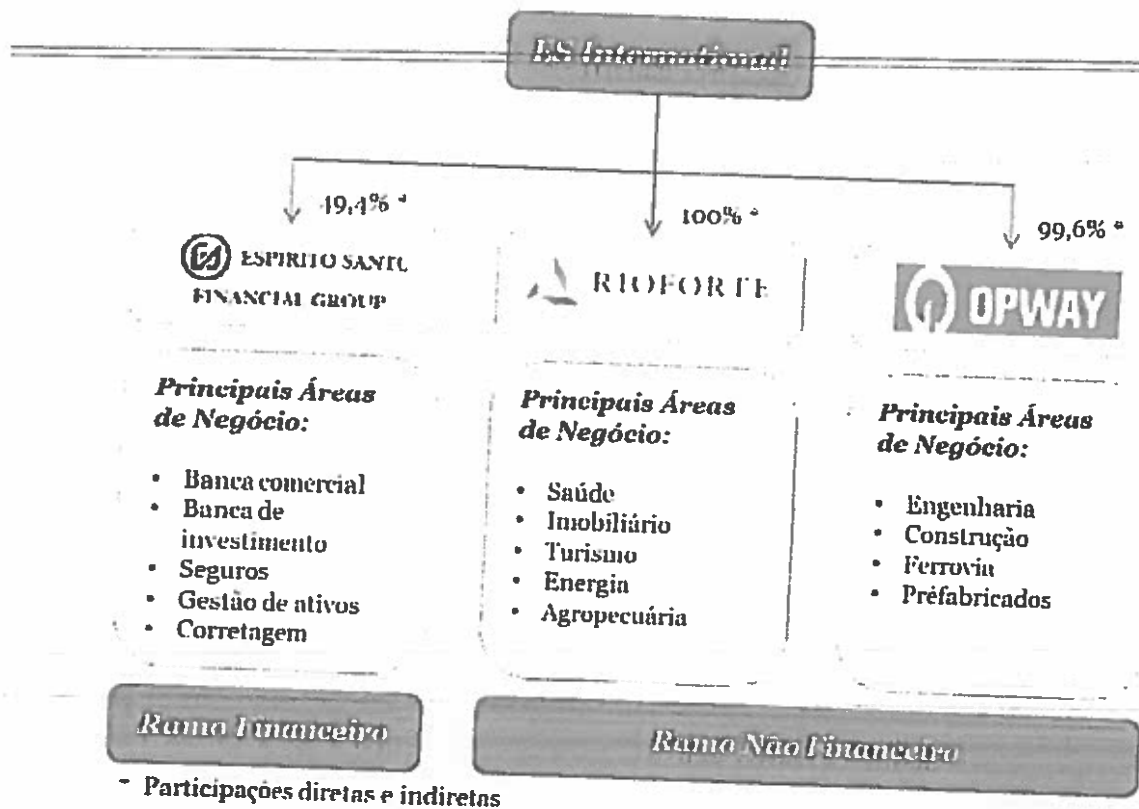 ES International
49,4% *
100% *
99,6% *
ESPIRITO SANTO
FINANCIAL GROUP
RIOFORTE
OPWAY
Principais Áreas
de Negócio:
• Banca comercial
• Banca de
investimento
• Seguros
• Gestão de ativos
• Corretagem
Principais Áreas
de Negócio:
• Saúde
• Imobiliário
• Turismo
• Energia
• Agropecuária
Principais Áreas
de Negócio:
• Engenharia
• Construção
• Ferrovia
• Préfabricados
Ramo Financeiro
Ramo Não Financeiro
* Participações diretas e indiretas